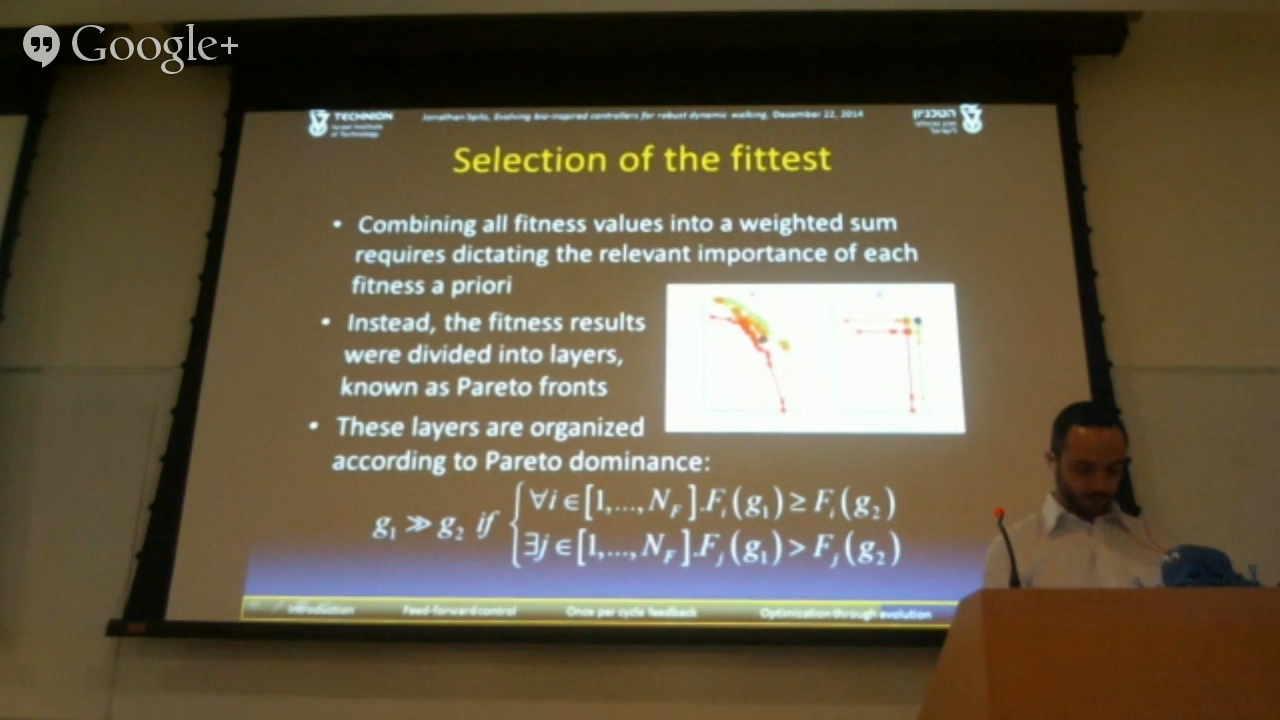 Google+
TECHNION
Israel Institute
of Technology
Jonathan Spitz, Evolving bio-inspired controllers for robust dynamic walking, December 22, 2014
הטכניון
Selection of the fittest
• Combining all fitness values into a weighted sum
requires dictating the relevant importance of each
fitness a priori
• Instead, the fitness results
were divided into layers,
known as Pareto fronts
• These layers are organized
according to Pareto dominance:
g₁ ≫ g₂ if { ∀i ∈ [1,..., N_F]. F_i (g₁) ≥ F_i (g₂)
∃j ∈ [1,..., N_F]. F_j (g₁) > F_j (g₂)
Introduction Feed-forward control Once per cycle feedback Optimization through evolution